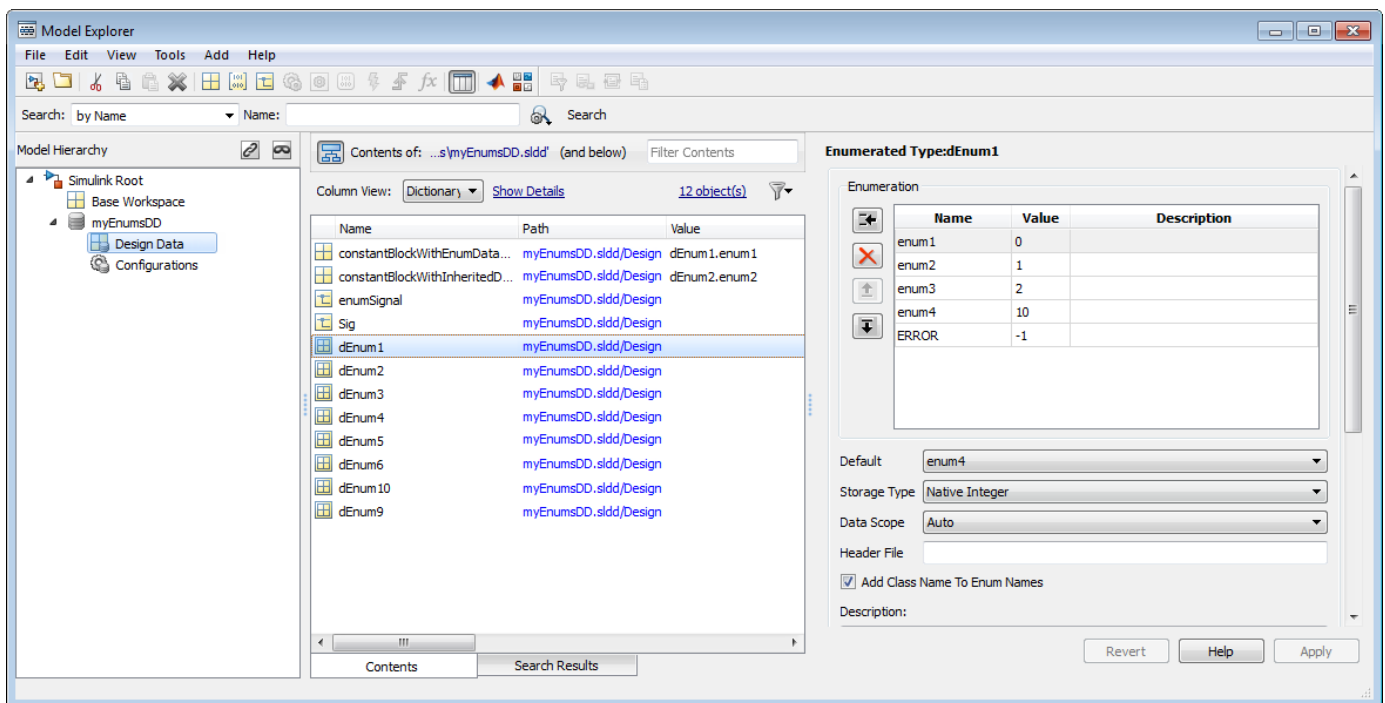 Model Explorer
File Edit View Tools Add Help
Search: by Name Name: Search
Model Hierarchy
Simulink Root
Base Workspace
myEnumsDD
Design Data
Configurations
Contents of: ...s\myEnumsDD.sldd' (and below) Filter Contents
Column View: Dictionary Show Details 12 object(s)
Name Path Value
constantBlockWithEnumData... myEnumsDD.sldd/Design dEnum1.enum1
constantBlockWithInheritedD... myEnumsDD.sldd/Design dEnum2.enum2
enumSignal myEnumsDD.sldd/Design
Sig myEnumsDD.sldd/Design
dEnum1 myEnumsDD.sldd/Design
dEnum2 myEnumsDD.sldd/Design
dEnum3 myEnumsDD.sldd/Design
dEnum4 myEnumsDD.sldd/Design
dEnum5 myEnumsDD.sldd/Design
dEnum6 myEnumsDD.sldd/Design
dEnum10 myEnumsDD.sldd/Design
dEnum9 myEnumsDD.sldd/Design
Contents Search Results
Enumerated Type:dEnum1
Enumeration
Name Value Description
enum1 0
enum2 1
enum3 2
enum4 10
ERROR -1
Default enum4
Storage Type Native Integer
Data Scope Auto
Header File
Add Class Name To Enum Names
Description:
Revert Help Apply